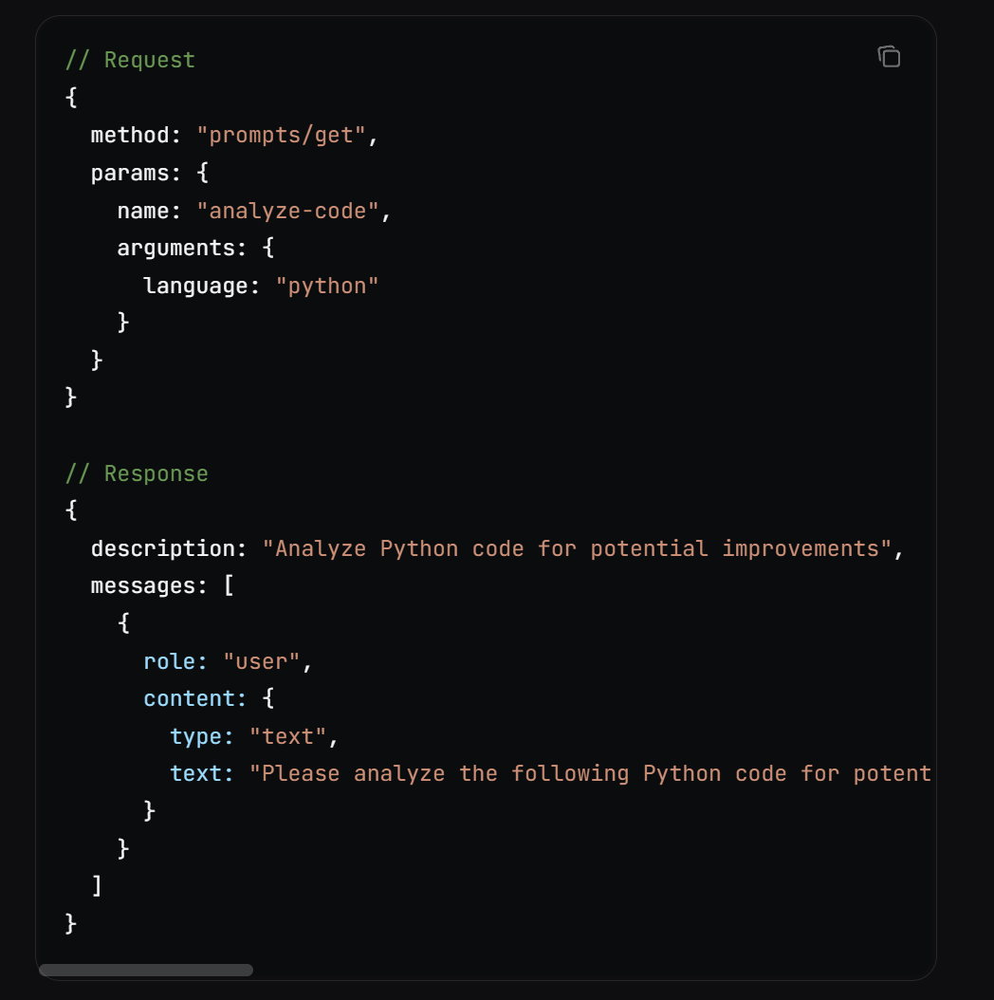 // Request
{
  method: "prompts/get",
  params: {
    name: "analyze-code",
    arguments: {
      language: "python"
    }
  }
}

// Response
{
  description: "Analyze Python code for potential improvements",
  messages: [
    {
      role: "user",
      content: {
        type: "text",
        text: "Please analyze the following Python code for potent
      }
    }
  ]
}